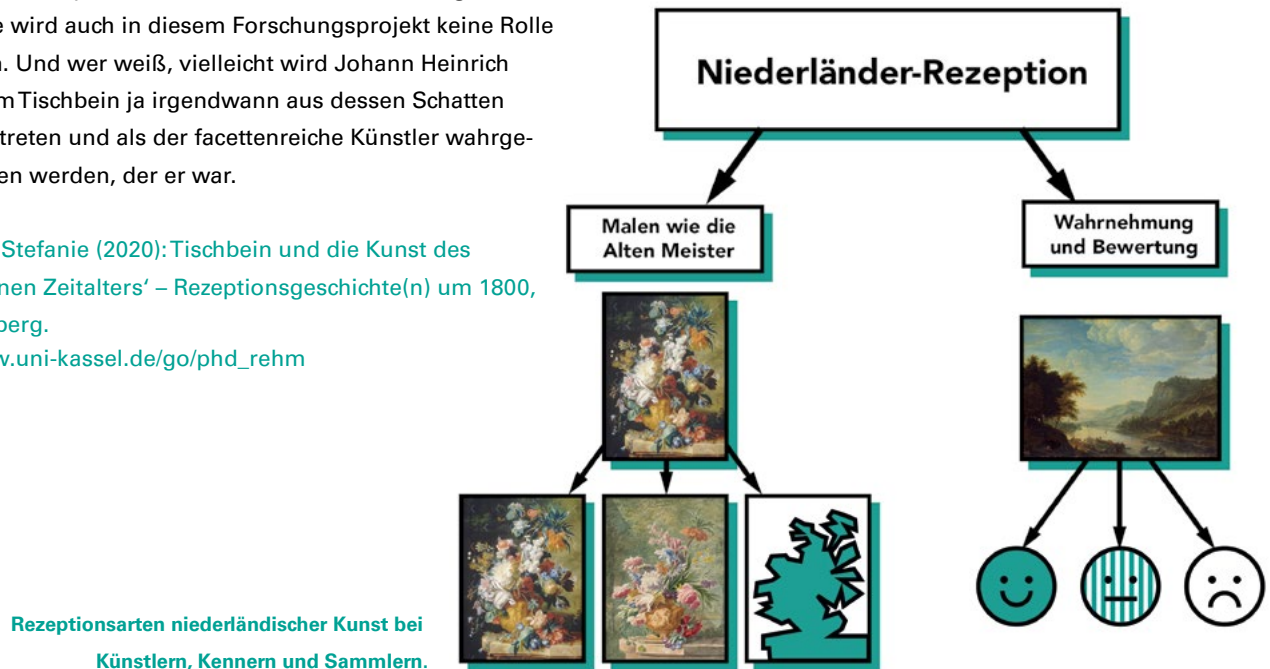 e wird auch in diesem Forschungsprojekt keine Rolle
. Und wer weiß, vielleicht wird Johann Heinrich
m Tischbein ja irgendwann aus dessen Schatten
treten und als der facettenreiche Künstler wahrge-
en werden, der er war.
Stefanie (2020): Tischbein und die Kunst des
nen Zeitalters‘ – Rezeptionsgeschichte(n) um 1800,
berg.
w.uni-kassel.de/go/phd_rehm
Niederländer-Rezeption
Malen wie die
Alten Meister
Wahrnehmung
und Bewertung
Rezeptionsarten niederländischer Kunst bei
Künstlern, Kennern und Sammlern.